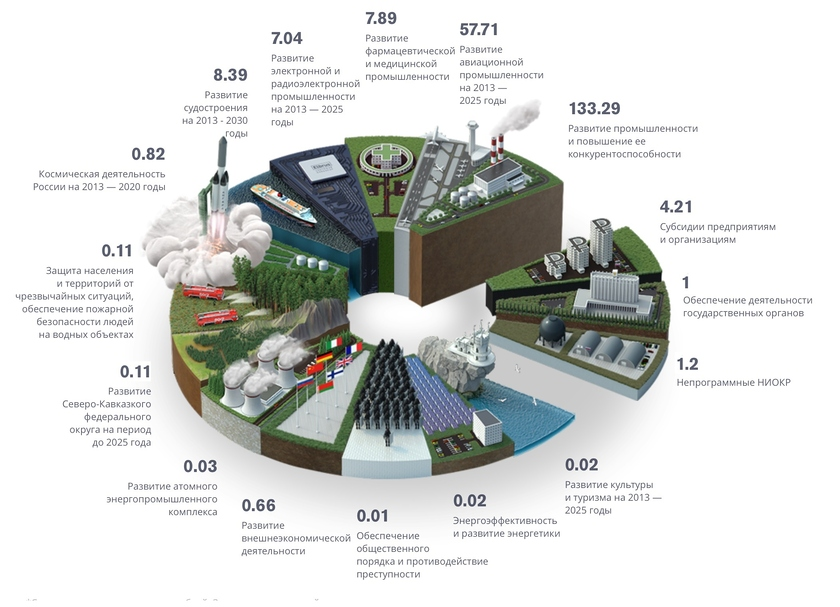 7.89
Развитие
фармацевтической
и медицинской
промышленности
57.71
Развитие
авиационной
промышленности
на 2013 —
2025 годы
7.04
Развитие
электронной и
радиоэлектронной
промышленности
на 2013 — 2025
годы
8.39
Развитие
судостроения
на 2013 - 2030
годы
133.29
Развитие промышленности
и повышение ее
конкурентоспособности
0.82
Космическая деятельность
России на 2013 — 2020 годы
4.21
Субсидии предприятиям
и организациям
0.11
Защита населения
и территорий от
чрезвычайных ситуаций,
обеспечение пожарной
безопасности людей
на водных объектах
1
Обеспечение деятельности
государственных органов
1.2
Непрограммные НИОКР
0.11
Развитие
Северо-Кавказкого
федерального
округа на период
до 2025 года
0.03
Развитие атомного
энергопромышленного
комплекса
0.66
Развитие
внешнеэкономической
деятельности
0.01
Обеспечение
общественного
порядка и противодействие
преступности
0.02
Энергоэффективность
и развитие энергетики
0.02
Развитие культуры
и туризма на 2013 —
2025 годы